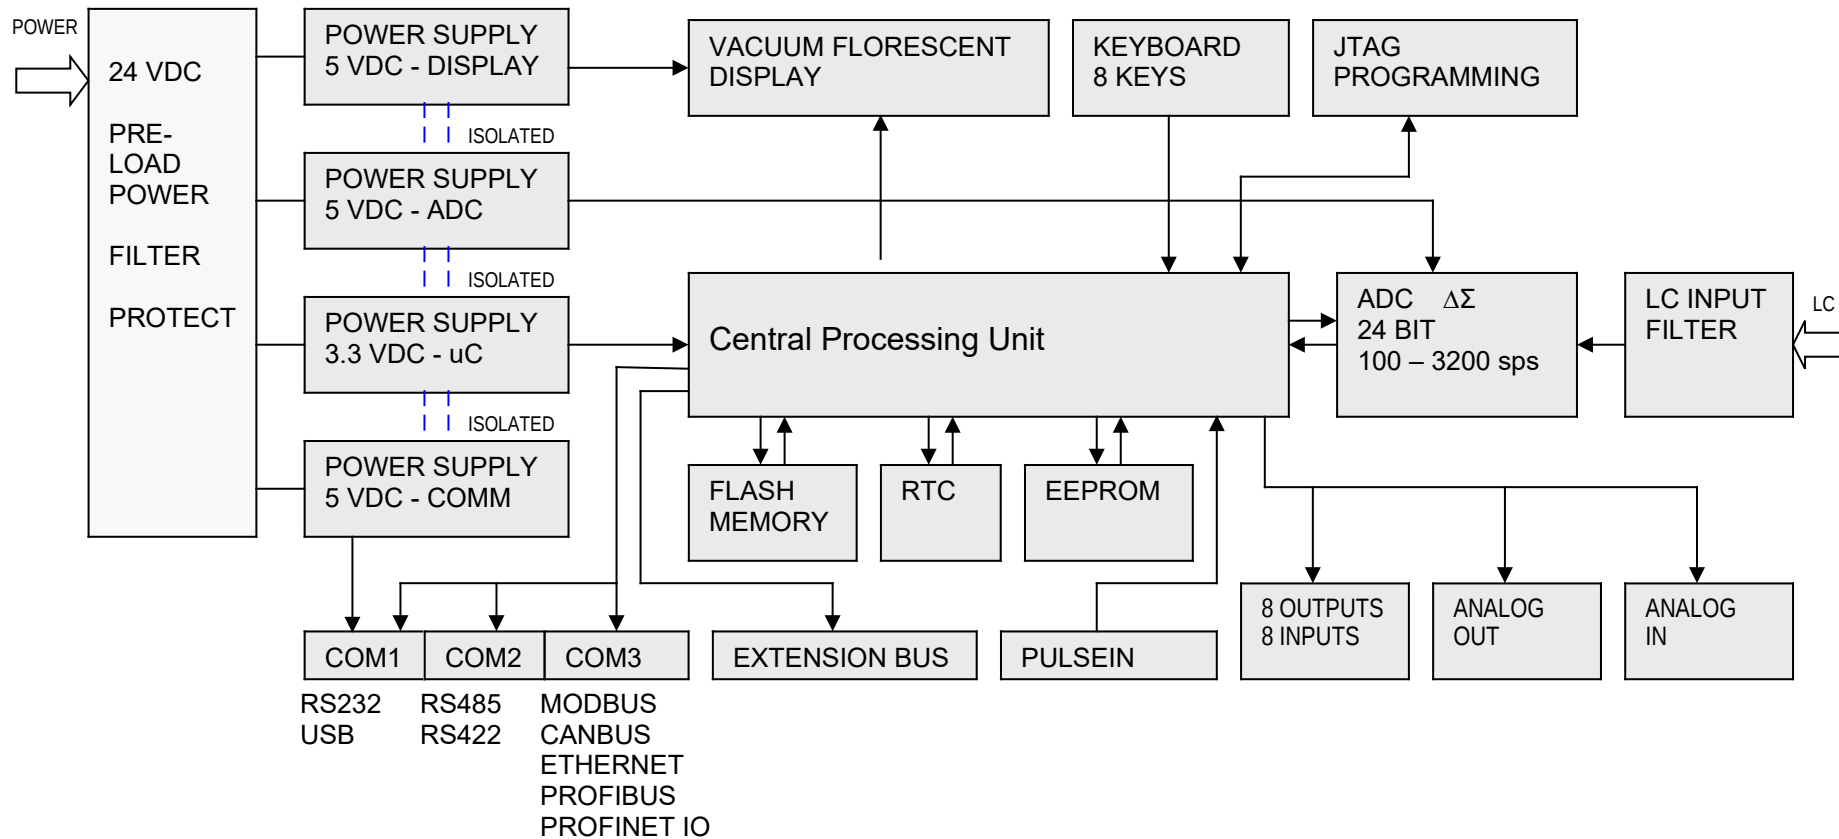 POWER
24 VDC
PRE-
LOAD
POWER
FILTER
PROTECT
POWER SUPPLY
5 VDC - DISPLAY
ISOLATED
POWER SUPPLY
5 VDC - ADC
ISOLATED
POWER SUPPLY
3.3 VDC - uC
ISOLATED
POWER SUPPLY
5 VDC - COMM
VACUUM FLORESCENT
DISPLAY
KEYBOARD
8 KEYS
JTAG
PROGRAMMING
Central Processing Unit
ADC ΔΣ
24 BIT
100 – 3200 sps
LC INPUT
FILTER
LC
FLASH
MEMORY
RTC
EEPROM
8 OUTPUTS
8 INPUTS
ANALOG
OUT
ANALOG
IN
COM1
COM2
COM3
EXTENSION BUS
PULSEIN
RS232
USB
RS485
RS422
MODBUS
CANBUS
ETHERNET
PROFIBUS
PROFINET IO